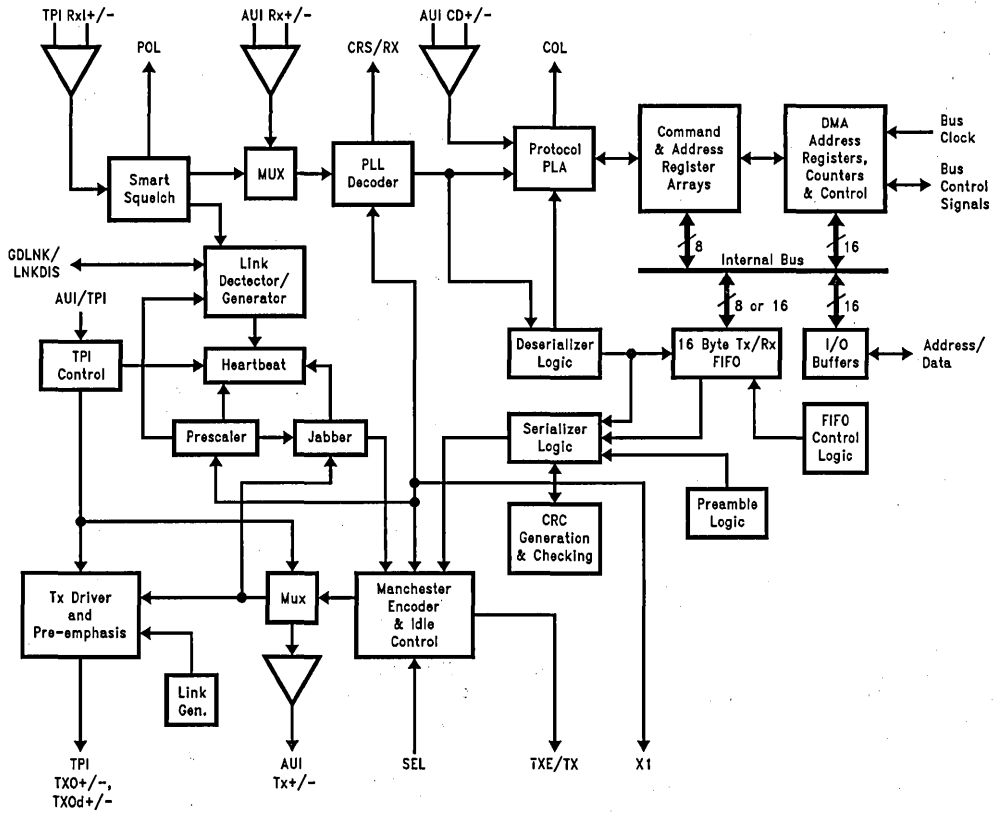 TPI RxI+/-
AUI Rx+/-
AUI CD+/-
POL
CRS/RX
COL
Smart
Squelch
MUX
PLL
Decoder
Protocol
PLA
Command
& Address
Register
Arrays
DMA
Address
Registers,
Counters
& Control
Bus
Clock
Bus
Control
Signals
8
16
Internal Bus
GDLNK/
LNKDIS
Link
Dectector/
Generator
AUI/TPI
TPI
Control
Heartbeat
8 or 16
16
Deserializer
Logic
16 Byte Tx/Rx
FIFO
I/O
Buffers
Address/
Data
Prescaler
Jabber
Serializer
Logic
FIFO
Control
Logic
Preamble
Logic
CRC
Generation
& Checking
Tx Driver
and
Pre-emphasis
Mux
Manchester
Encoder
& Idle
Control
Link
Gen.
TPI
TXO+/-,
TXOd+/-
AUI
Tx+/-
SEL
TXE/TX
X1